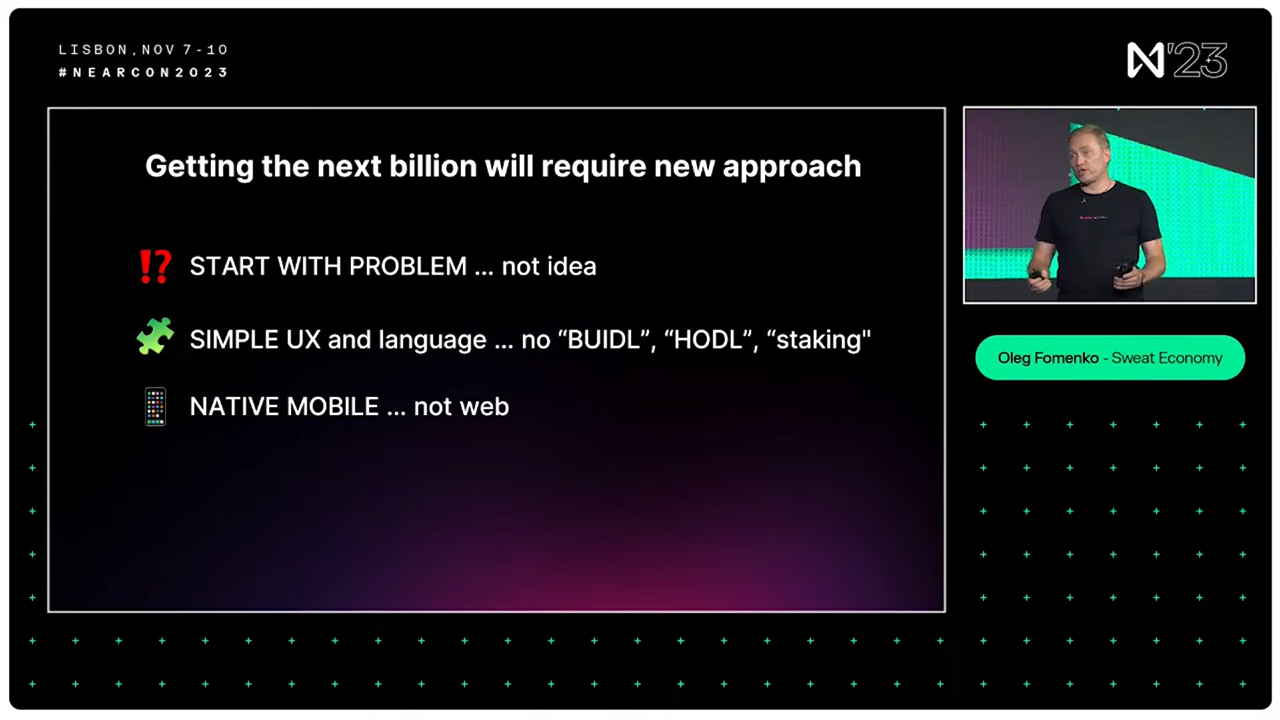 LISBON, NOV 7-10
#NEARCON2023
'23
Getting the next billion will require new approach
⁉ START WITH PROBLEM ... not idea
SIMPLE UX and language ... no “BUIDL”, “HODL”, “staking"
NATIVE MOBILE ... not web
Oleg Fomenko - Sweat Economy